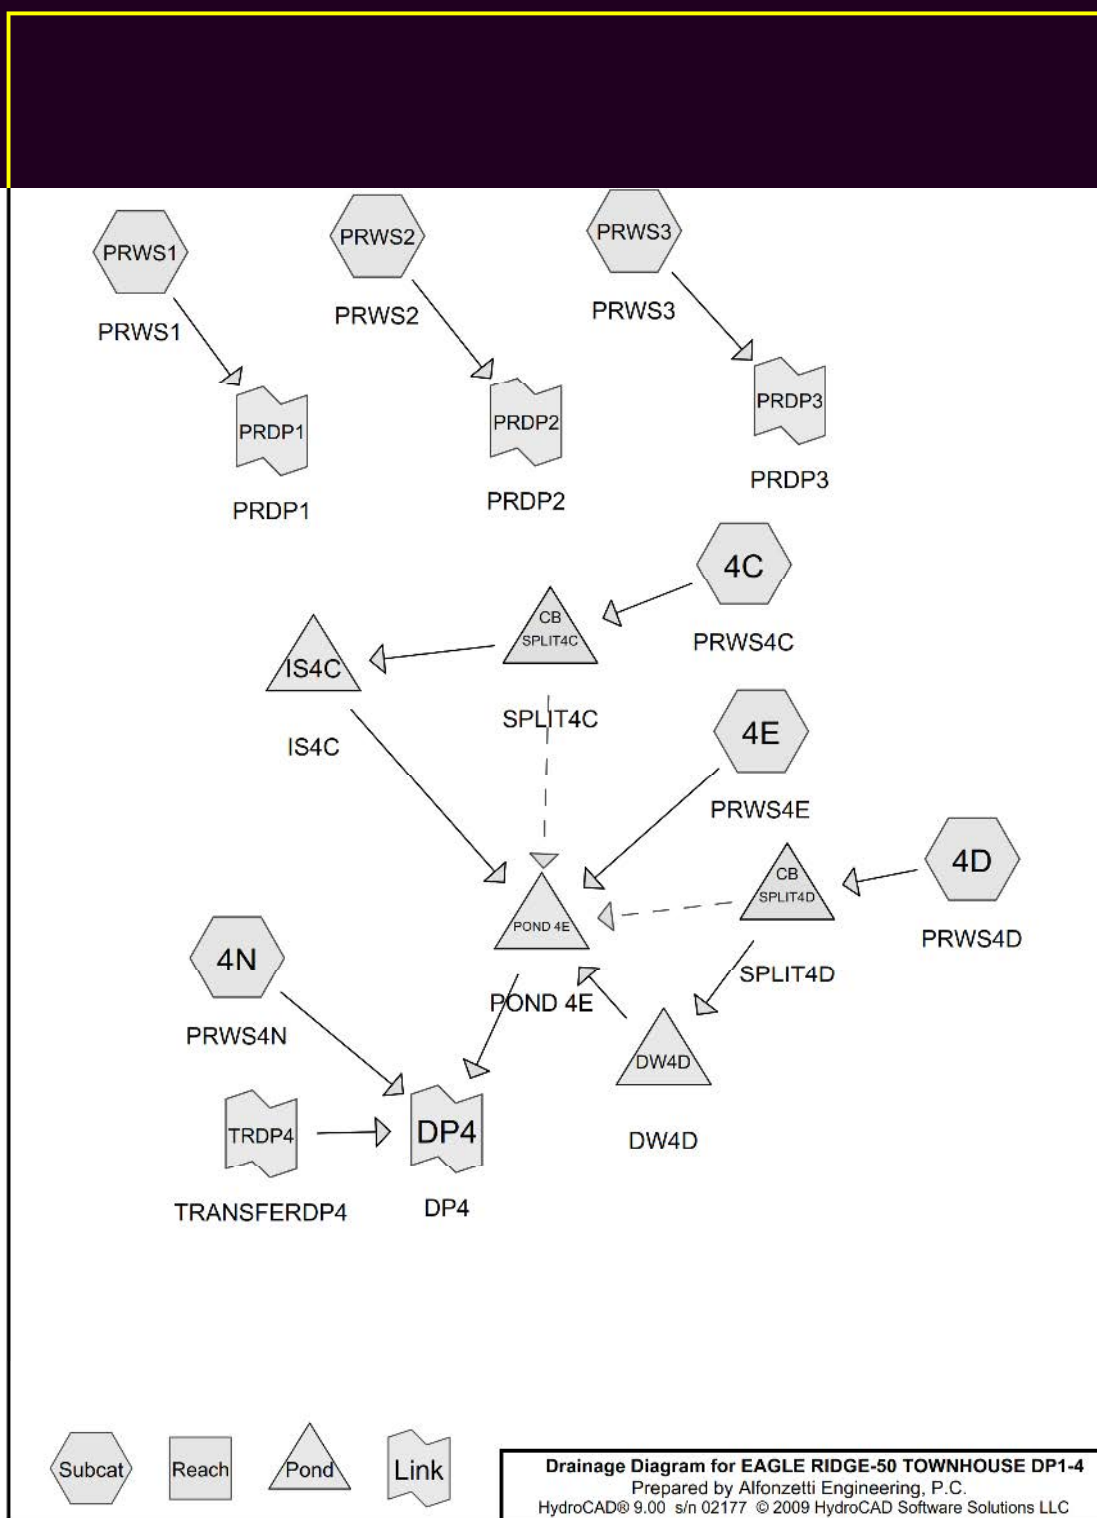 PRWS1
PRWS2
PRWS3
PRWS1
PRWS2
PRWS3
PRDP1
PRDP2
PRDP3
PRDP1
PRDP2
PRDP3
4C
PRWS4C
CB
SPLIT4C
SPLIT4C
IS4C
IS4C
4E
PRWS4E
4D
PRWS4D
CB
SPLIT4D
SPLIT4D
POND 4E
POND 4E
4N
PRWS4N
DW4D
DW4D
TRDP4
TRANSFERDP4
DP4
DP4
Subcat
Reach
Pond
Link
Drainage Diagram for EAGLE RIDGE-50 TOWNHOUSE DP1-4
Prepared by Alfonzetti Engineering, P.C.
HydroCAD® 9.00 s/n 02177 © 2009 HydroCAD Software Solutions LLC